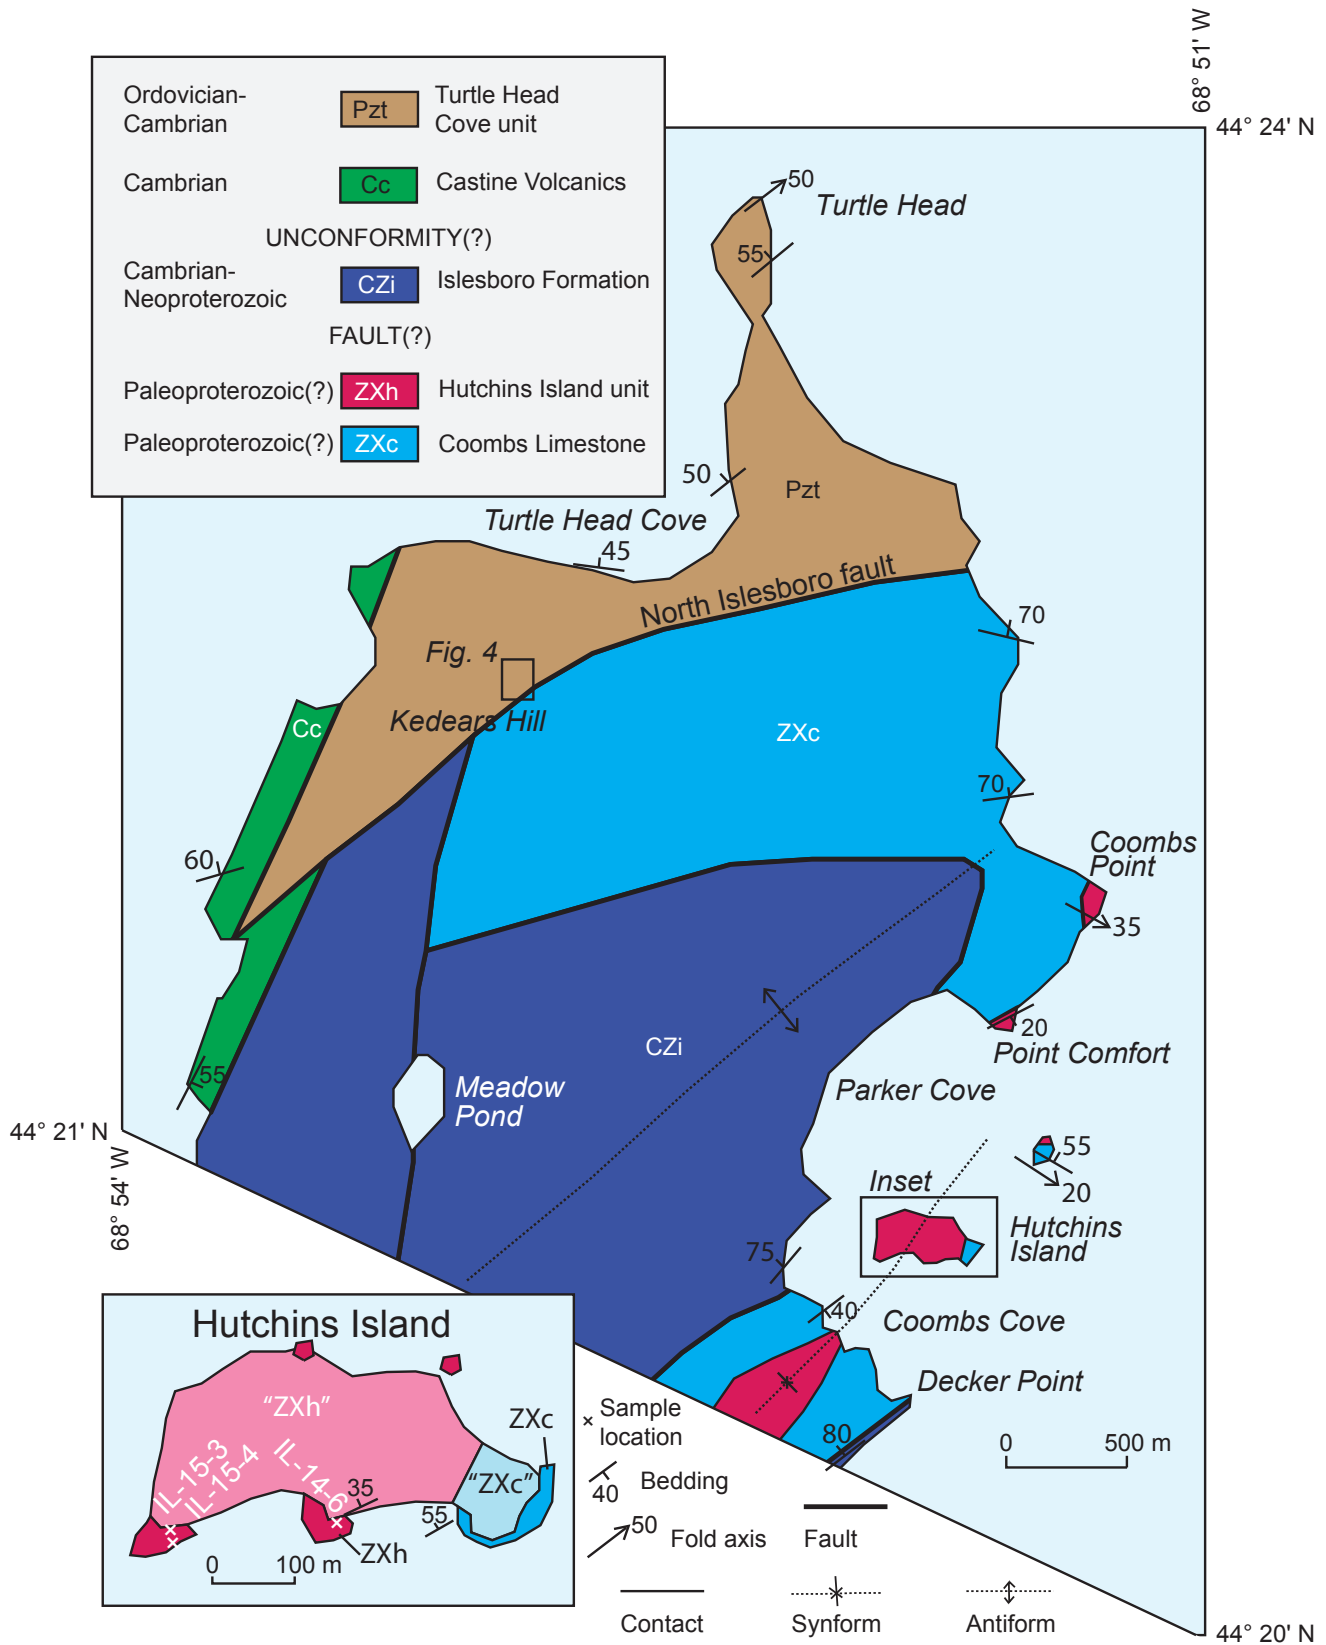 68° 51' W
44° 24' N
Ordovician-
Cambrian
Pzt
Turtle Head
Cove unit
Cambrian
Cc
Castine Volcanics
UNCONFORMITY(?)
Cambrian-
Neoproterozoic
CZi
Islesboro Formation
FAULT(?)
Paleoproterozoic(?)
ZXh
Hutchins Island unit
Paleoproterozoic(?)
ZXc
Coombs Limestone
50
Turtle Head
55
50
Pzt
Turtle Head Cove
45
North Islesboro fault
70
Fig. 4
Kedears Hill
Cc
ZXc
70
Coombs
Point
60
35
20
Point Comfort
CZi
55
Meadow
Pond
Parker Cove
44° 21' N
68° 54' W
55
20
Inset
Hutchins
Island
75
40
Coombs Cove
Decker Point
80
0
500 m
Hutchins Island
"ZXh"
ZXc
"ZXc"
IL-15-3
IL-15-4
IL-14-6
35
55
ZXh
0
100 m
Sample
location
Bedding
40
50
Fold axis
Fault
Contact
Synform
Antiform
44° 20' N